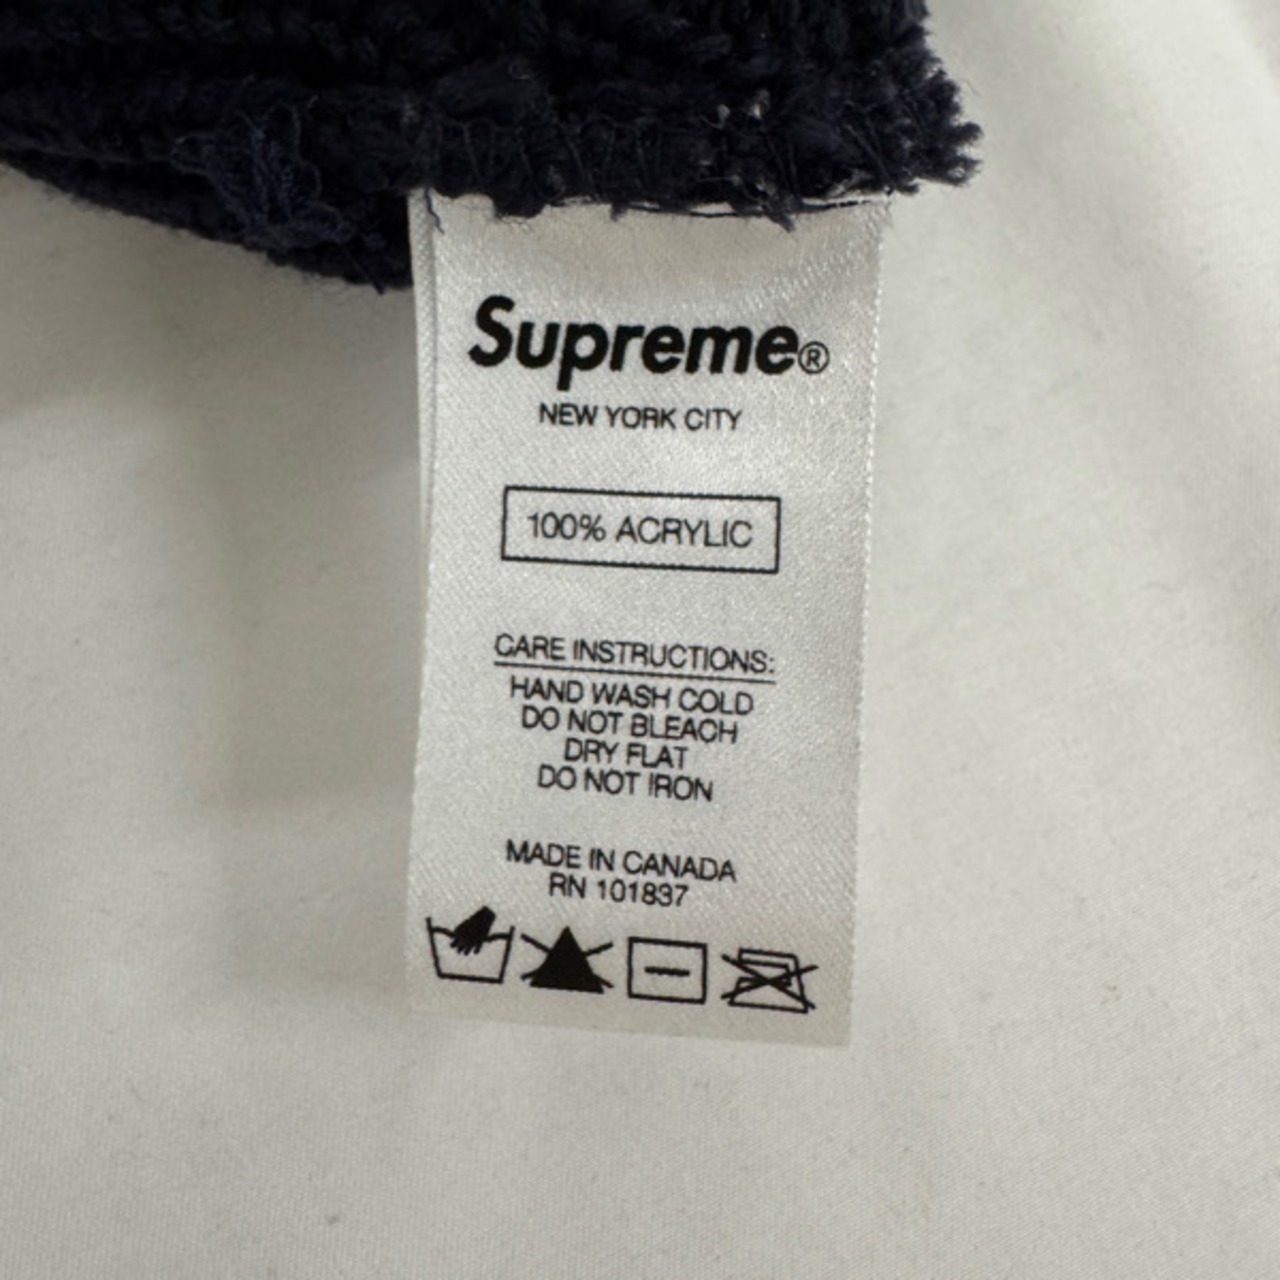 Supreme®
NEW YORK CITY
100% ACRYLIC
CARE INSTRUCTIONS:
HAND WASH COLD
DO NOT BLEACH
DRY FLAT
DO NOT IRON
MADE IN CANADA
RN 101837